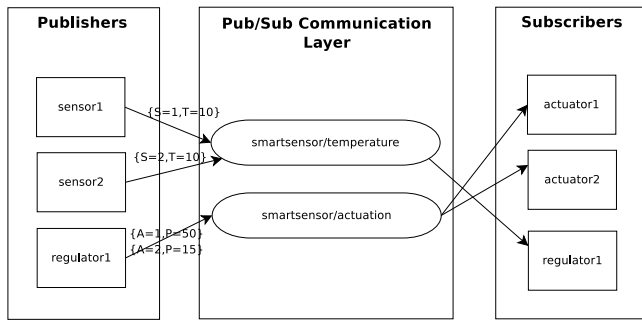 Publishers
Pub/Sub Communication
Layer
Subscribers
sensor1
{S=1,T=10}
sensor2
{S=2,T=10}
regulator1
{A=1,P=50}
{A=2,P=15}
smartsensor/temperature
smartsensor/actuation
actuator1
actuator2
regulator1